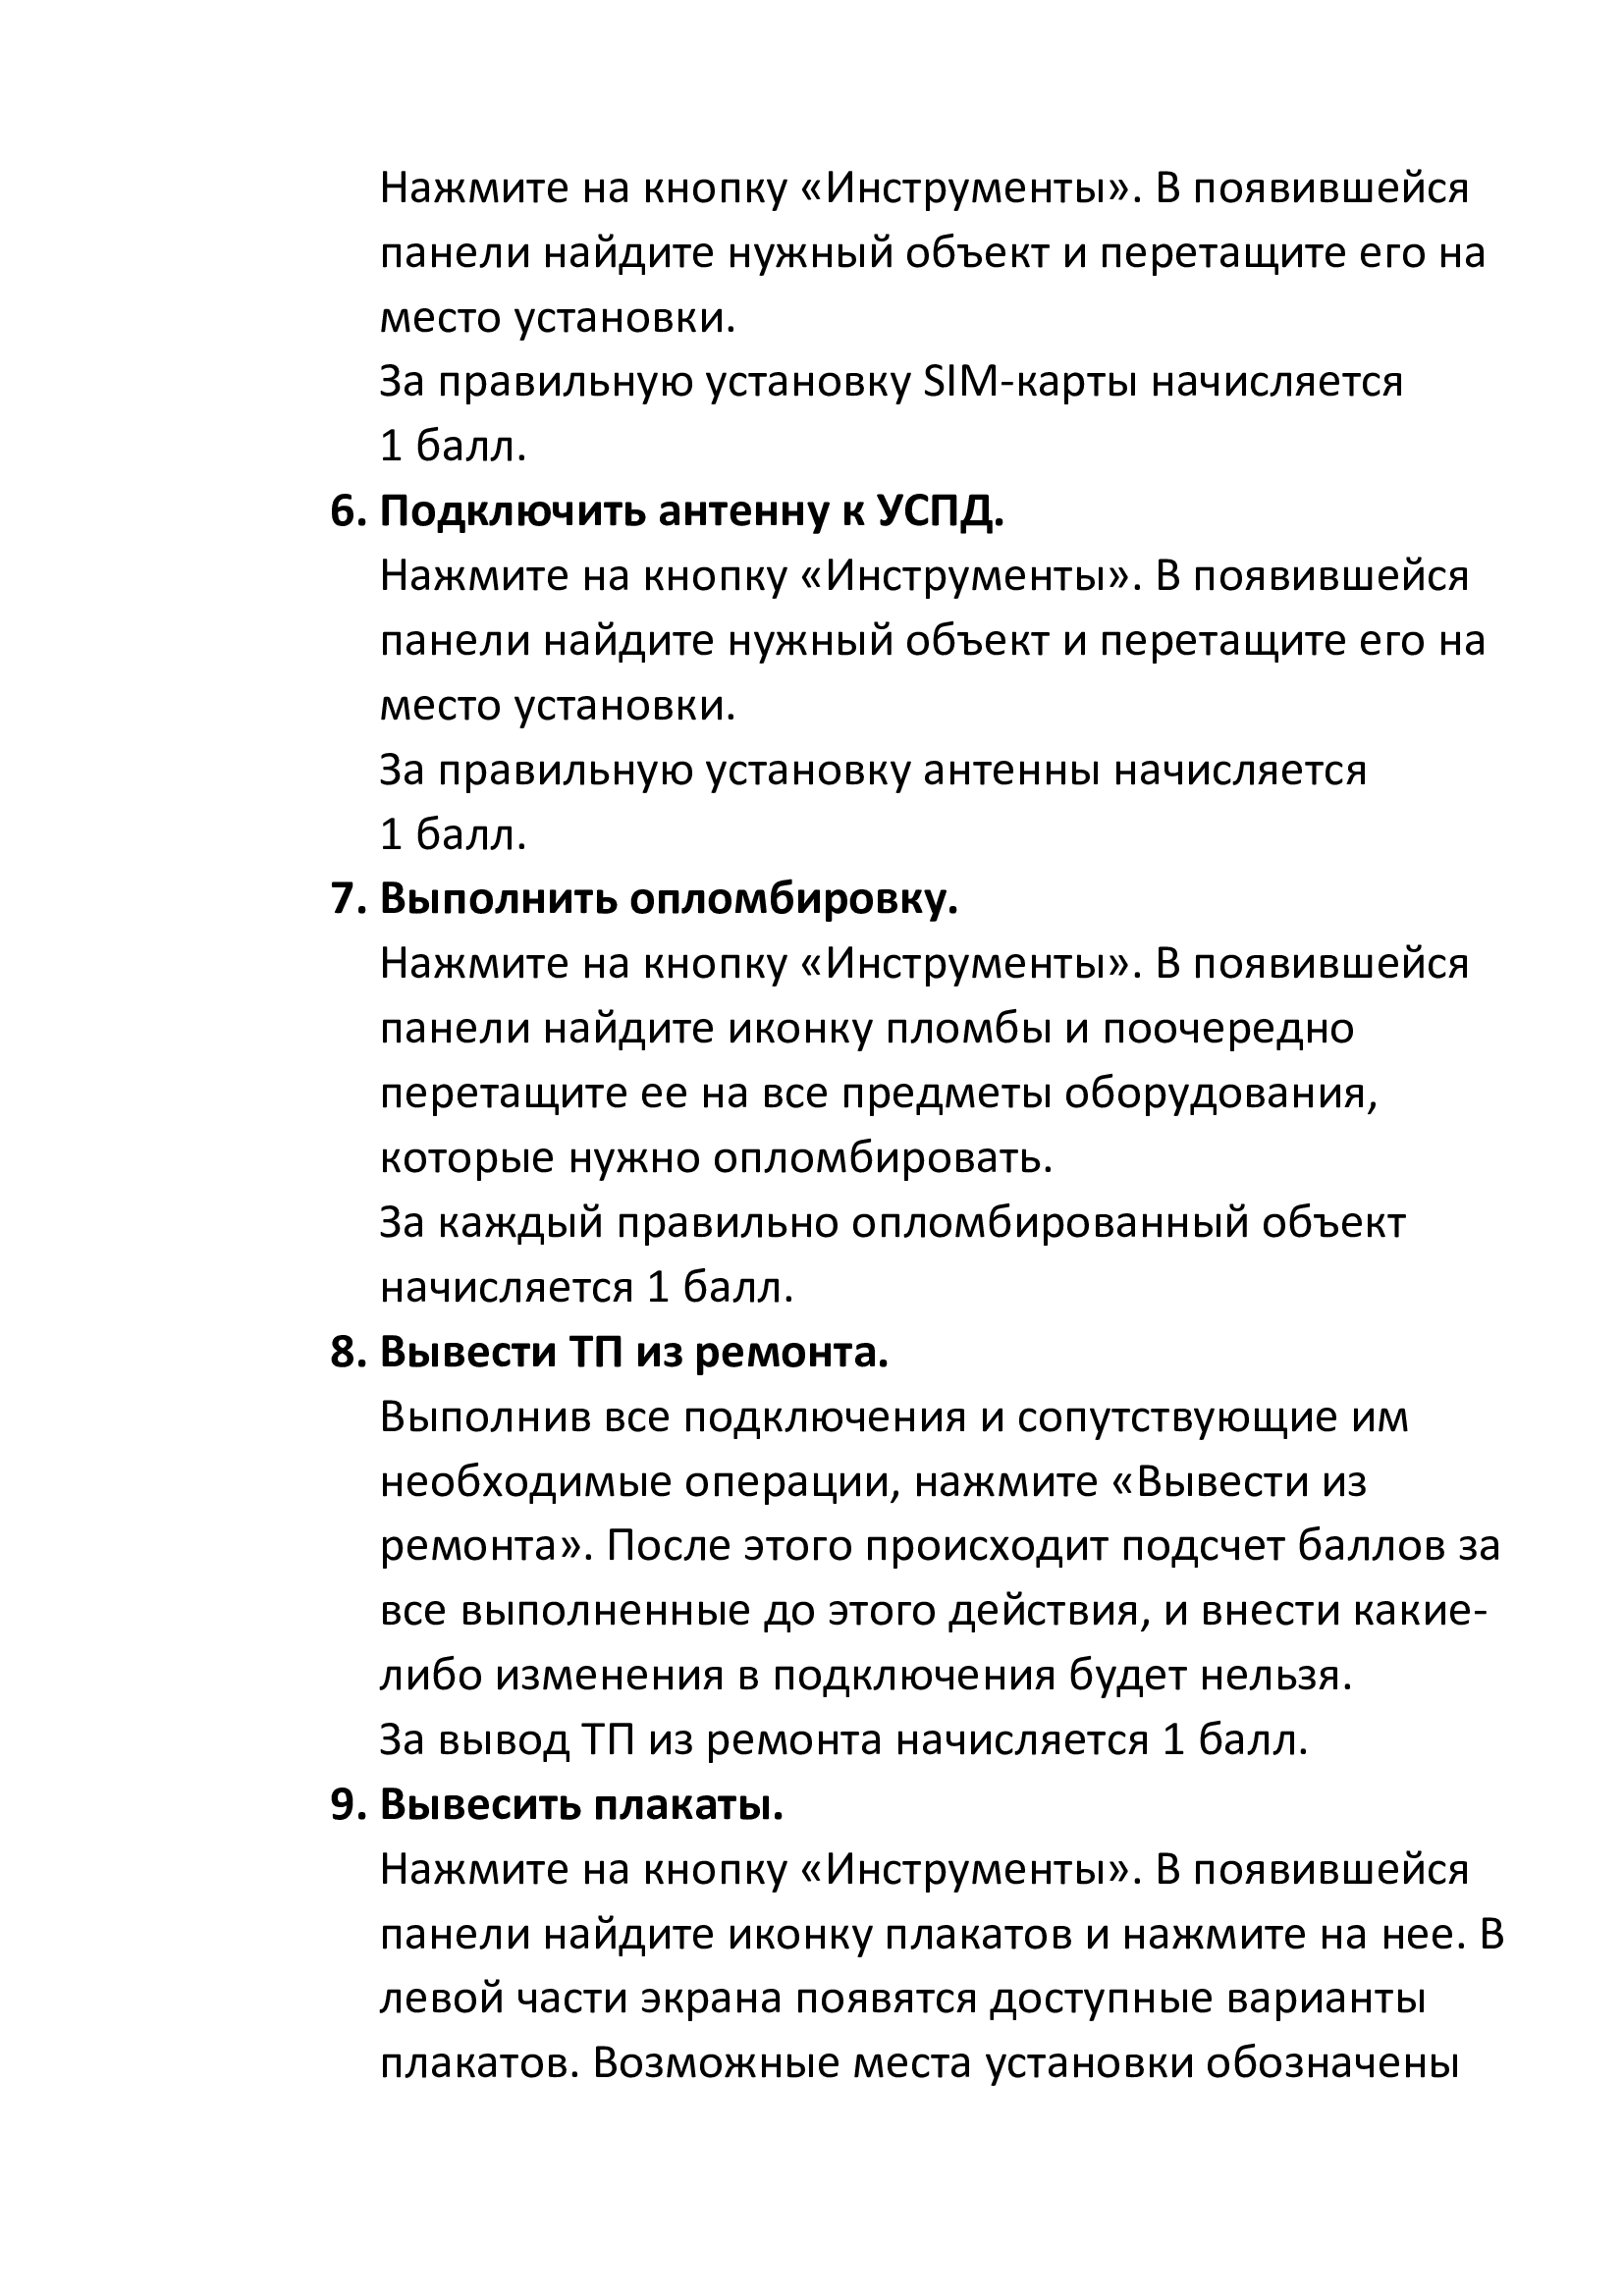 Нажмите на кнопку «Инструменты». В появившейся
панели найдите нужный объект и перетащите его на
место установки.
За правильную установку SIM-карты начисляется
1 балл.
6. Подключить антенну к УСПД.
Нажмите на кнопку «Инструменты». В появившейся
панели найдите нужный объект и перетащите его на
место установки.
За правильную установку антенны начисляется
1 балл.
7. Выполнить опломбировку.
Нажмите на кнопку «Инструменты». В появившейся
панели найдите иконку пломбы и поочередно
перетащите ее на все предметы оборудования,
которые нужно опломбировать.
За каждый правильно опломбированный объект
начисляется 1 балл.
8. Вывести ТП из ремонта.
Выполнив все подключения и сопутствующие им
необходимые операции, нажмите «Вывести из
ремонта». После этого происходит подсчет баллов за
все выполненные до этого действия, и внести какие-
либо изменения в подключения будет нельзя.
За вывод ТП из ремонта начисляется 1 балл.
9. Вывесить плакаты.
Нажмите на кнопку «Инструменты». В появившейся
панели найдите иконку плакатов и нажмите на нее. В
левой части экрана появятся доступные варианты
плакатов. Возможные места установки обозначены